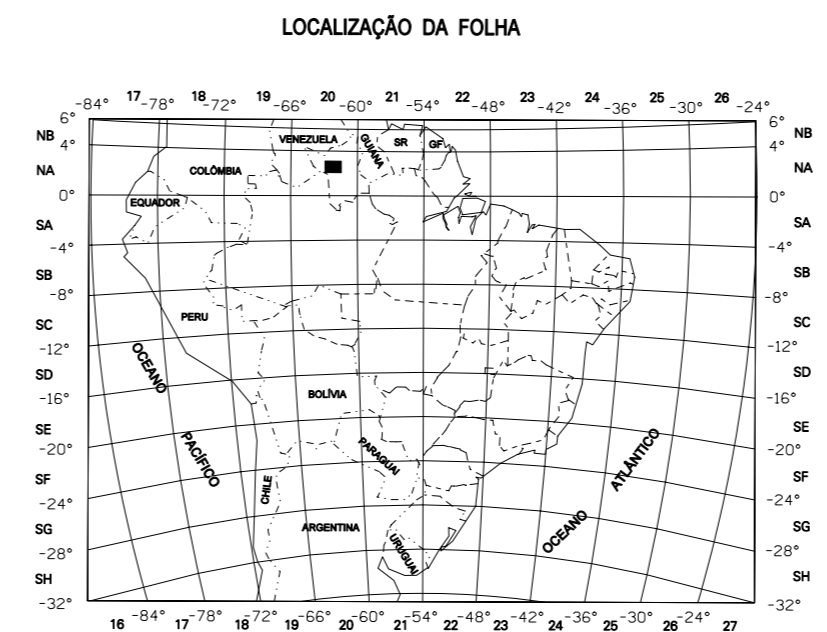 LOCALIZAÇÃO DA FOLHA
17 18 19 20 21 22 23 24 25 26
-84° -78° -72° -66° -60° -54° -48° -42° -36° -30° -24°
6° 6°
NB NB
4° 4°
VENEZUELA GUIANA SR GF
NA COLÔMBIA NA
0° 0°
EQUADOR
SA SA
-4° -4°
SB SB
-8° -8°
PERU
SC SC
-12° -12°
OCEANO PACÍFICO
SD SD
BOLÍVIA
-16° -16°
SE SE
PARAGUAI
-20° -20°
OCEANO ATLÂNTICO
SF CHILE SF
-24° -24°
SG ARGENTINA SG
URUGUAI
-28° -28°
SH SH
-32° -32°
-84° -78° -72° -66° -60° -54° -48° -42° -36° -30° -24°
16 17 18 19 20 21 22 23 24 25 26 27